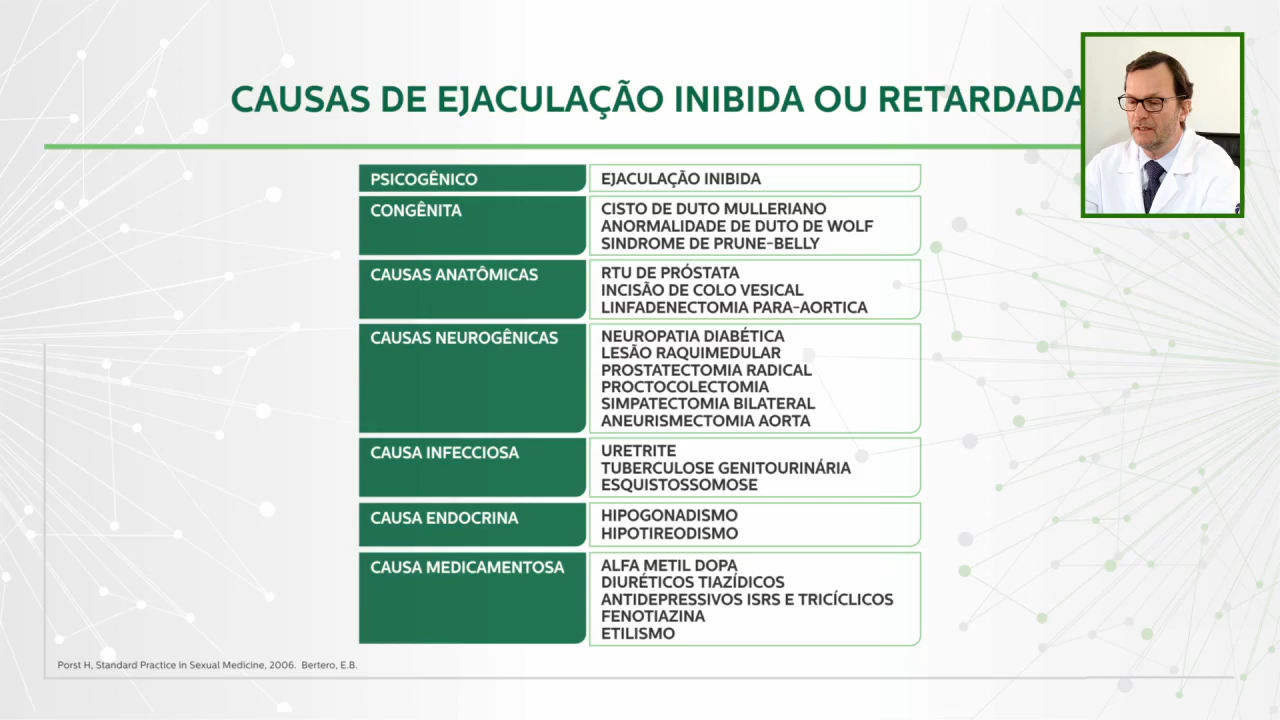 CAUSAS DE EJACULAÇÃO INIBIDA OU RETARDADA
PSICOGÊNICO
EJACULAÇÃO INIBIDA
CONGÊNITA
CISTO DE DUTO MULLERIANO
ANORMALIDADE DE DUTO DE WOLF
SINDROME DE PRUNE-BELLY
CAUSAS ANATÔMICAS
RTU DE PRÓSTATA
INCISÃO DE COLO VESICAL
LINFADENECTOMIA PARA-AORTICA
CAUSAS NEUROGÊNICAS
NEUROPATIA DIABÉTICA
LESÃO RAQUIMEDULAR
PROSTATECTOMIA RADICAL
PROCTOCOLECTOMIA
SIMPATECTOMIA BILATERAL
ANEURISMECTOMIA AORTA
CAUSA INFECCIOSA
URETRITE
TUBERCULOSE GENITOURINÁRIA
ESQUISTOSSOMOSE
CAUSA ENDOCRINA
HIPOGONADISMO
HIPOTIREODISMO
CAUSA MEDICAMENTOSA
ALFA METIL DOPA
DIURÉTICOS TIAZÍDICOS
ANTIDEPRESSIVOS ISRS E TRICÍCLICOS
FENOTIAZINA
ETILISMO
Porst H, Standard Practice in Sexual Medicine, 2006. Bertero, E.B.